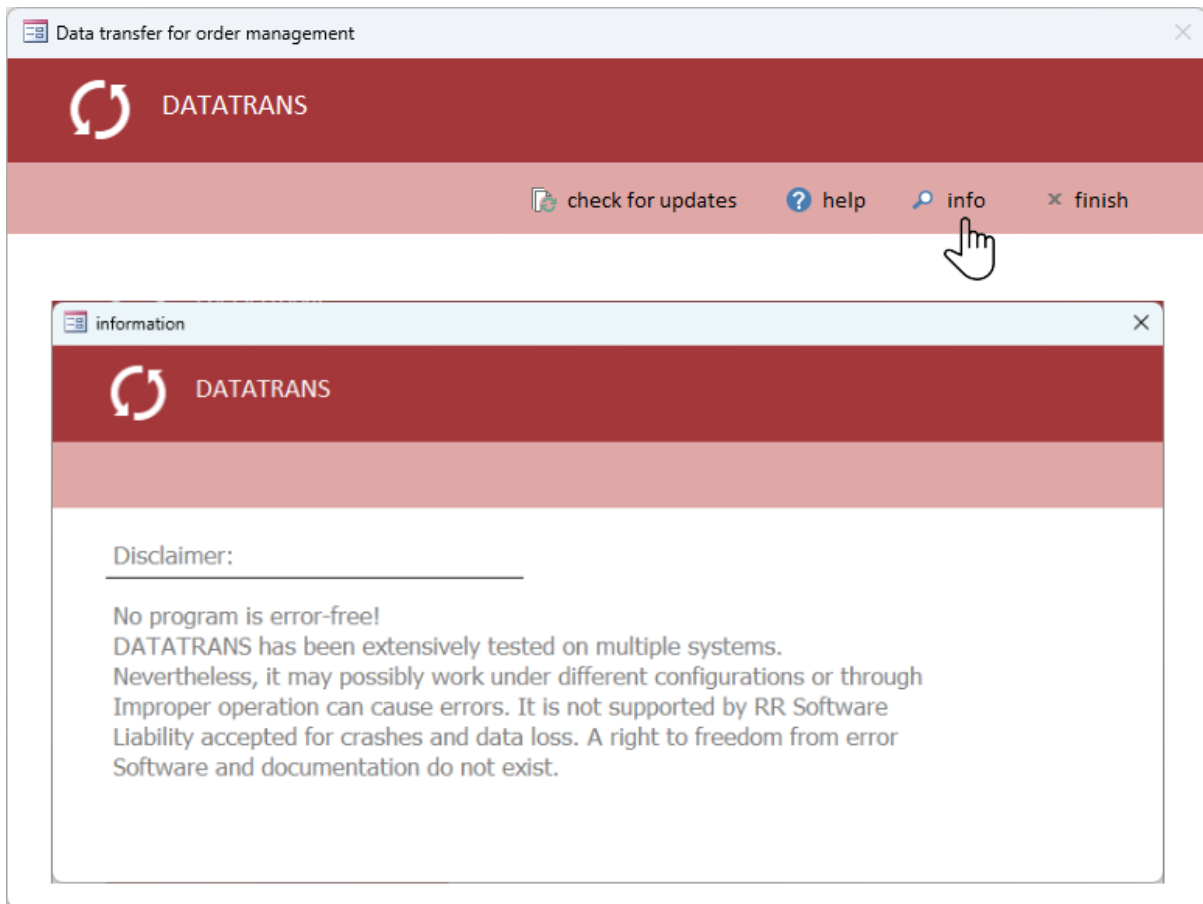 Data transfer for order management
DATATRANS
check for updates help info finish
information
DATATRANS
Disclaimer:
No program is error-free!
DATATRANS has been extensively tested on multiple systems.
Nevertheless, it may possibly work under different configurations or through
Improper operation can cause errors. It is not supported by RR Software
Liability accepted for crashes and data loss. A right to freedom from error
Software and documentation do not exist.